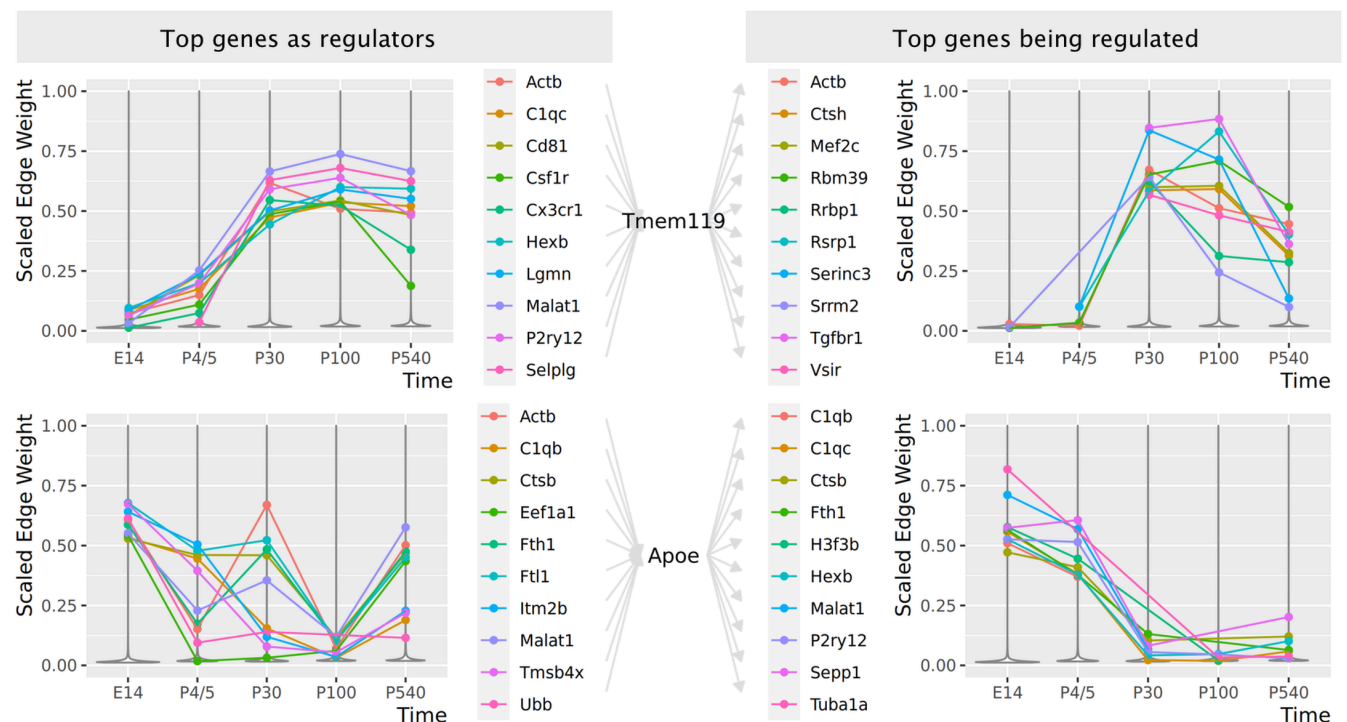 Top genes as regulators
Top genes being regulated
Scaled Edge Weight
1.00
0.75
0.50
0.25
0.00
E14 P4/5 P30 P100 P540
Time
Actb
C1qc
Cd81
Csf1r
Cx3cr1
Hexb
Lgmn
Malat1
P2ry12
Selplg
Tmem119
Actb
Ctsh
Mef2c
Rbm39
Rrbp1
Rsrp1
Serinc3
Srrm2
Tgfbr1
Vsir
Scaled Edge Weight
1.00
0.75
0.50
0.25
0.00
E14 P4/5 P30 P100 P540
Time
Scaled Edge Weight
1.00
0.75
0.50
0.25
0.00
E14 P4/5 P30 P100 P540
Time
Actb
C1qb
Ctsb
Eef1a1
Fth1
Ftl1
Itm2b
Malat1
Tmsb4x
Ubb
Apoe
C1qb
C1qc
Ctsb
Fth1
H3f3b
Hexb
Malat1
P2ry12
Sepp1
Tuba1a
Scaled Edge Weight
1.00
0.75
0.50
0.25
0.00
E14 P4/5 P30 P100 P540
Time